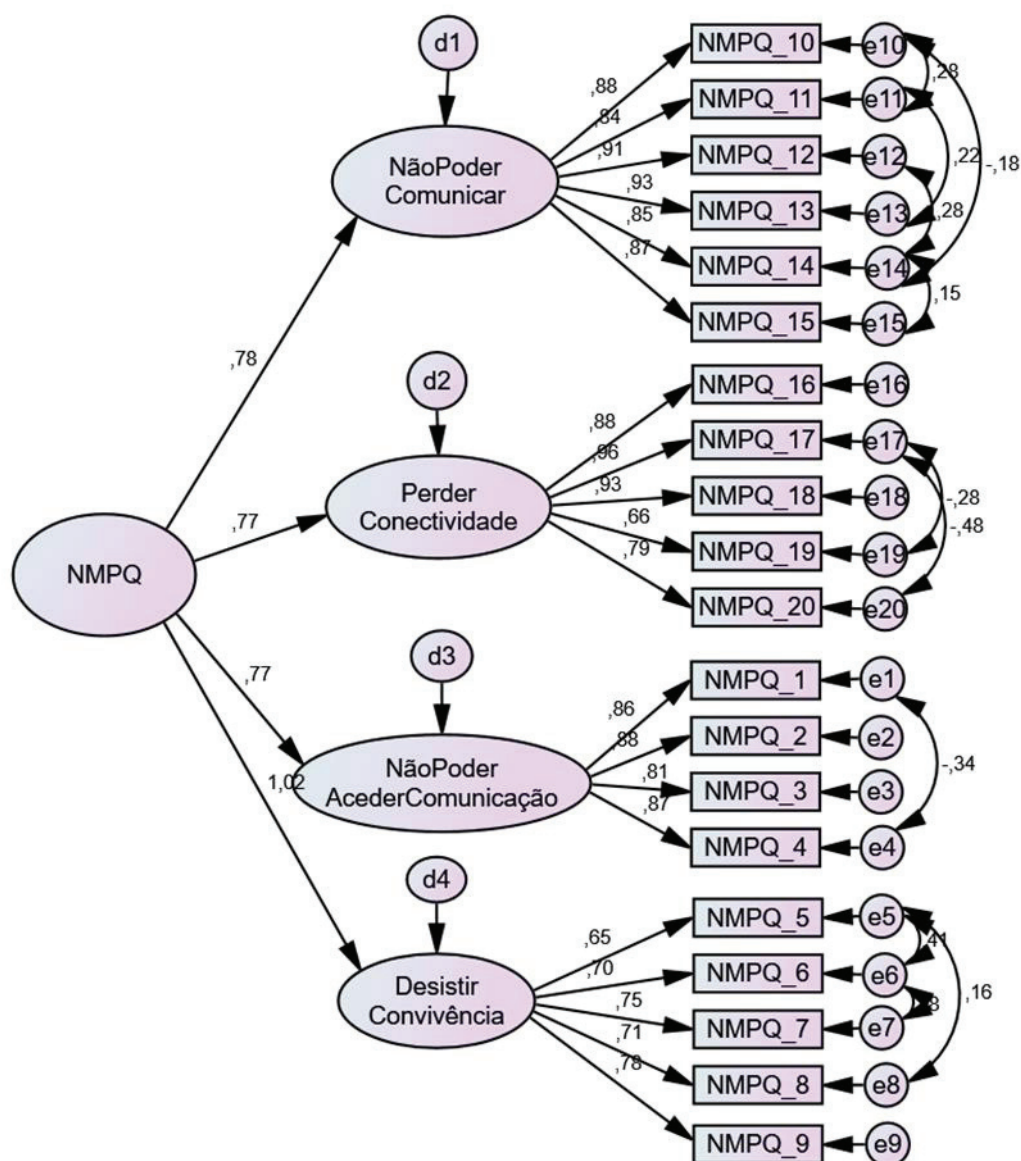 d1
NMPQ_10
e10
,88
,28
NMPQ_11
e11
,84
NãoPoder
Comunicar
,91
NMPQ_12
e12
,22
-,18
,93
NMPQ_13
e13
,28
,85
NMPQ_14
e14
,87
,15
NMPQ_15
e15
,78
d2
NMPQ_16
e16
,88
NMPQ_17
e17
,96
Perder
Conectividade
,93
NMPQ_18
e18
-,28
,77
,66
-,48
NMPQ_19
e19
,79
NMPQ_20
e20
NMPQ
d3
NMPQ_1
e1
,77
,86
,88
NMPQ_2
e2
-,34
NãoPoder
AcederComunicação
1,02
,81
NMPQ_3
e3
,87
NMPQ_4
e4
d4
NMPQ_5
e5
,65
,70
NMPQ_6
e6
Desistir
Convivência
,75
,16
NMPQ_7
e7
,71
NMPQ_8
e8
,78
NMPQ_9
e9